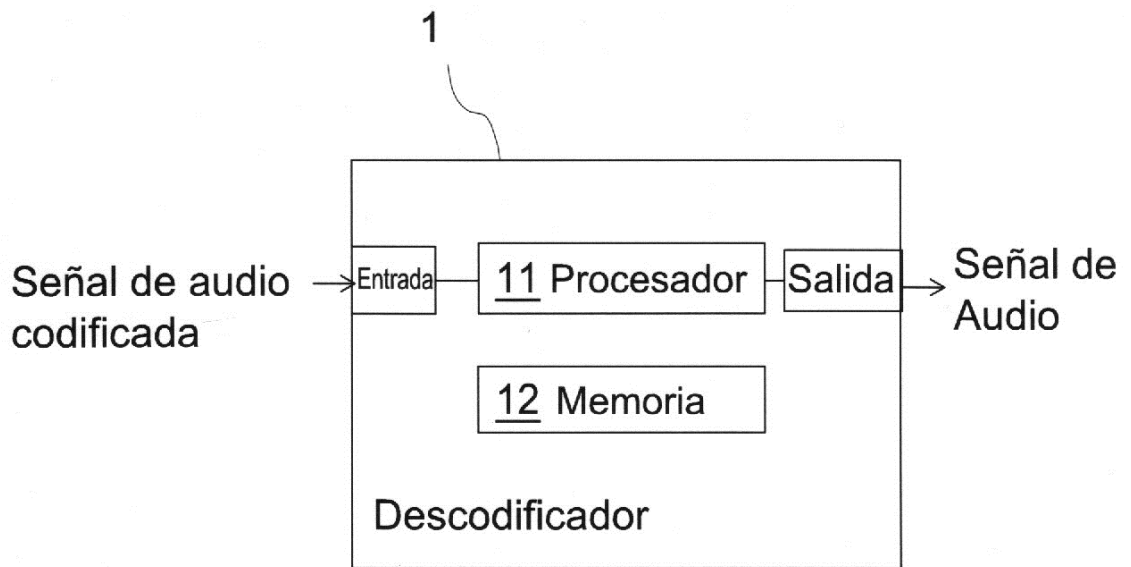 1
Señal de audio
codificada
Entrada
11 Procesador
Salida
Señal de
Audio
12 Memoria
Descodificador